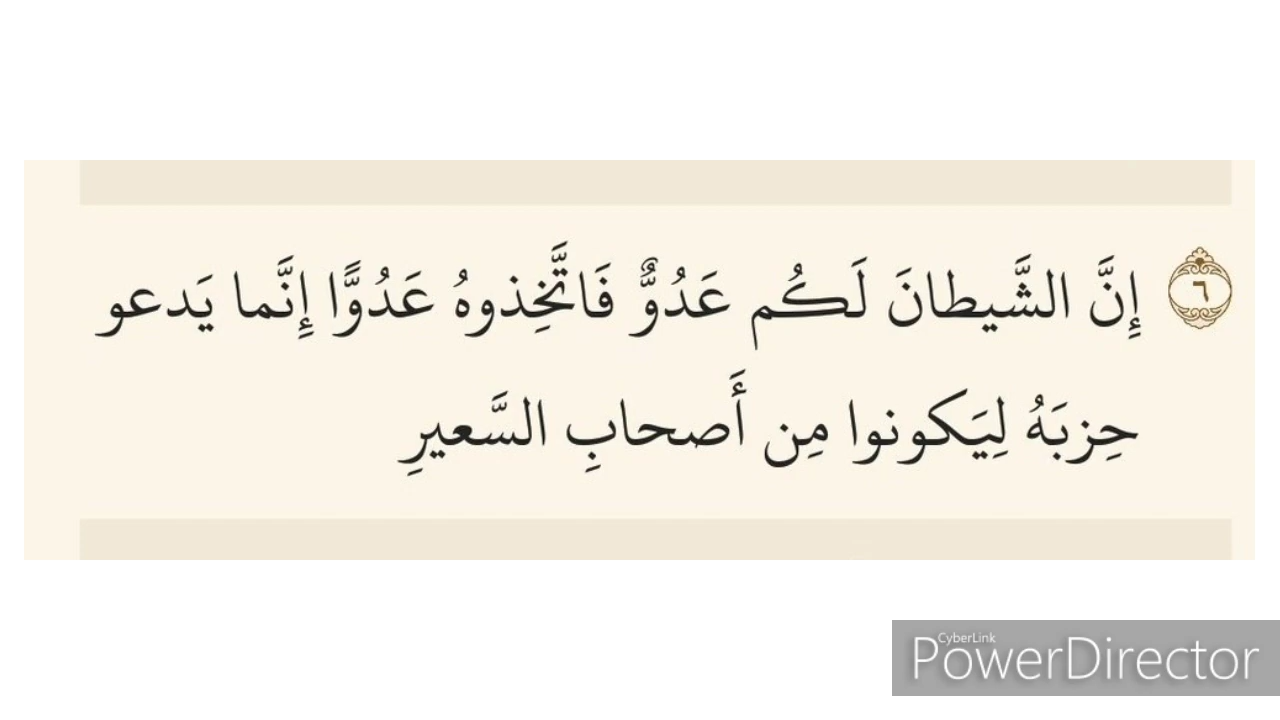 ٦ إِنَّ الشَّيطانَ لَكُم عَدُوٌّ فَاتَّخِذوهُ عَدُوًّا إِنَّما يَدعو
حِزبَهُ لِيَكونوا مِن أَصحابِ السَّعيرِ
CyberLink
PowerDirector